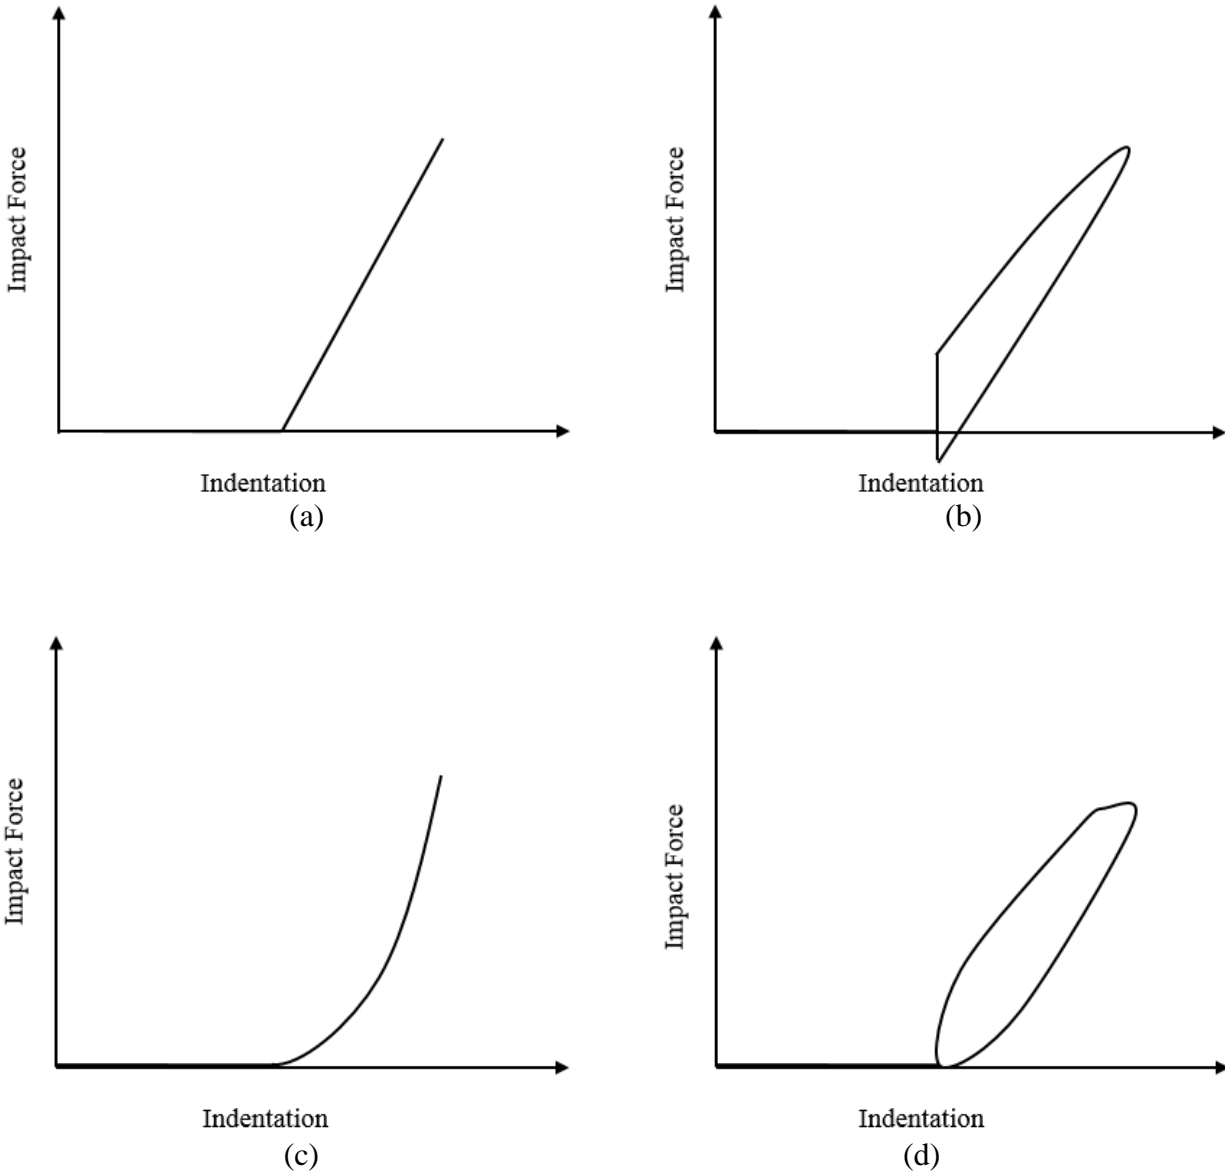 Impact Force
Indentation
(a)
Impact Force
Indentation
(b)
Impact Force
Indentation
(c)
Impact Force
Indentation
(d)